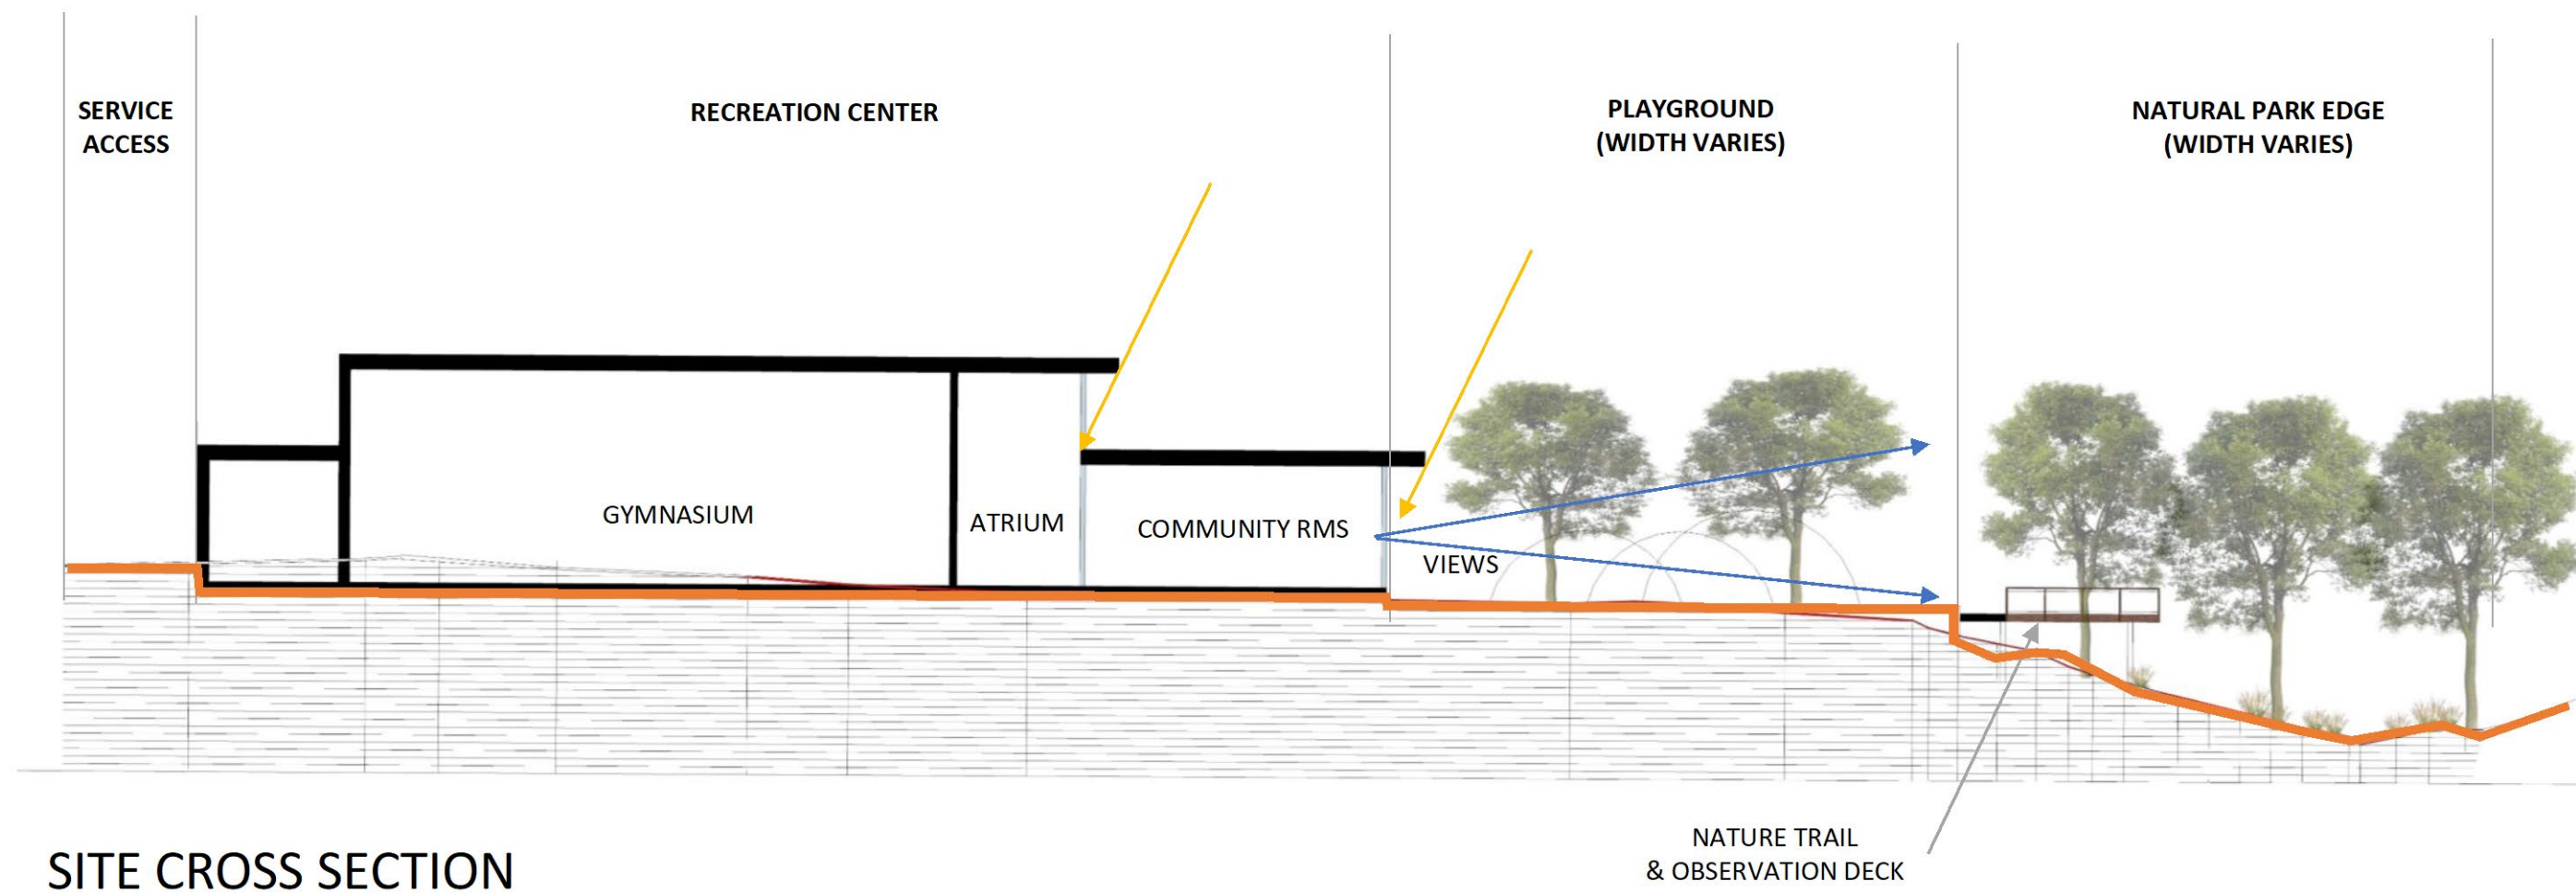 SERVICE
ACCESS
RECREATION CENTER
PLAYGROUND
(WIDTH VARIES)
NATURAL PARK EDGE
(WIDTH VARIES)
GYMNASIUM
ATRIUM
COMMUNITY RMS
VIEWS
NATURE TRAIL
& OBSERVATION DECK
SITE CROSS SECTION